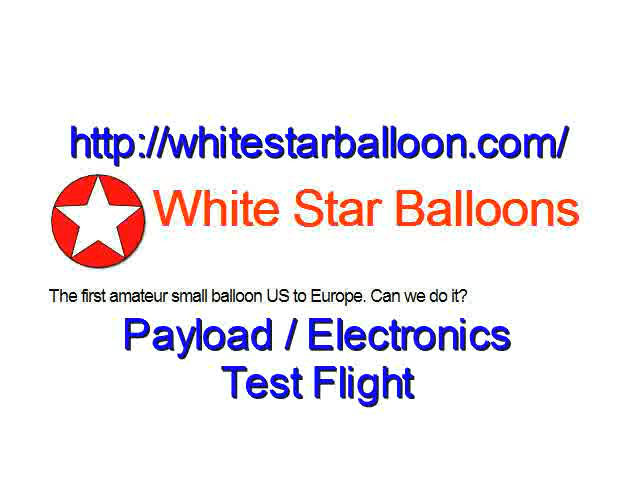 http://whitestarballoon.com/
White Star Balloons
The first amateur small balloon US to Europe. Can we do it?
Payload / Electronics
Test Flight